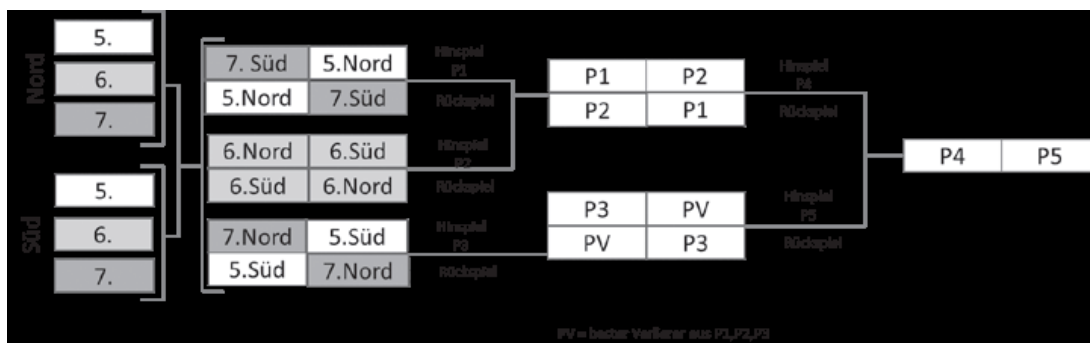 Nord
5.
6.
7.
Süd
5.
6.
7.
7. Süd 5.Nord
5.Nord 7.Süd
Hinspiel
P1
Rückspiel
6.Nord 6.Süd
6.Süd 6.Nord
Hinspiel
P2
Rückspiel
7.Nord 5.Süd
5.Süd 7.Nord
Hinspiel
P3
Rückspiel
P1 P2
P2 P1
Hinspiel
P4
Rückspiel
P3 PV
PV P3
Hinspiel
P5
Rückspiel
P4 P5
PV = bester Verlierer aus P1,P2,P3